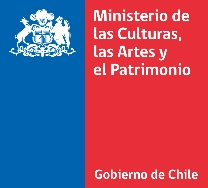 Ministerio de
las Culturas,
las Artes y
el Patrimonio
Gobierno de Chile